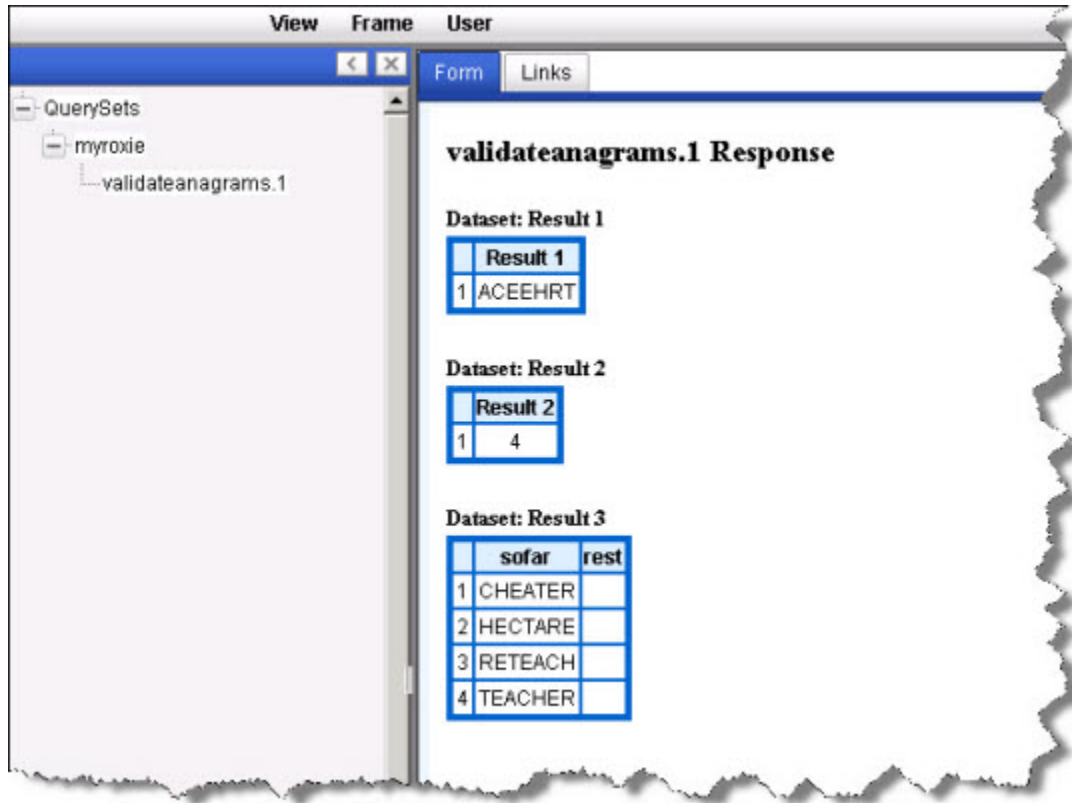 View Frame User
Form Links
QuerySets
myroxie
validateanagrams.1
validateanagrams.1 Response
Dataset: Result 1
Result 1
1 ACEEHRT
Dataset: Result 2
Result 2
1 4
Dataset: Result 3
sofar rest
1 CHEATER
2 HECTARE
3 RETEACH
4 TEACHER